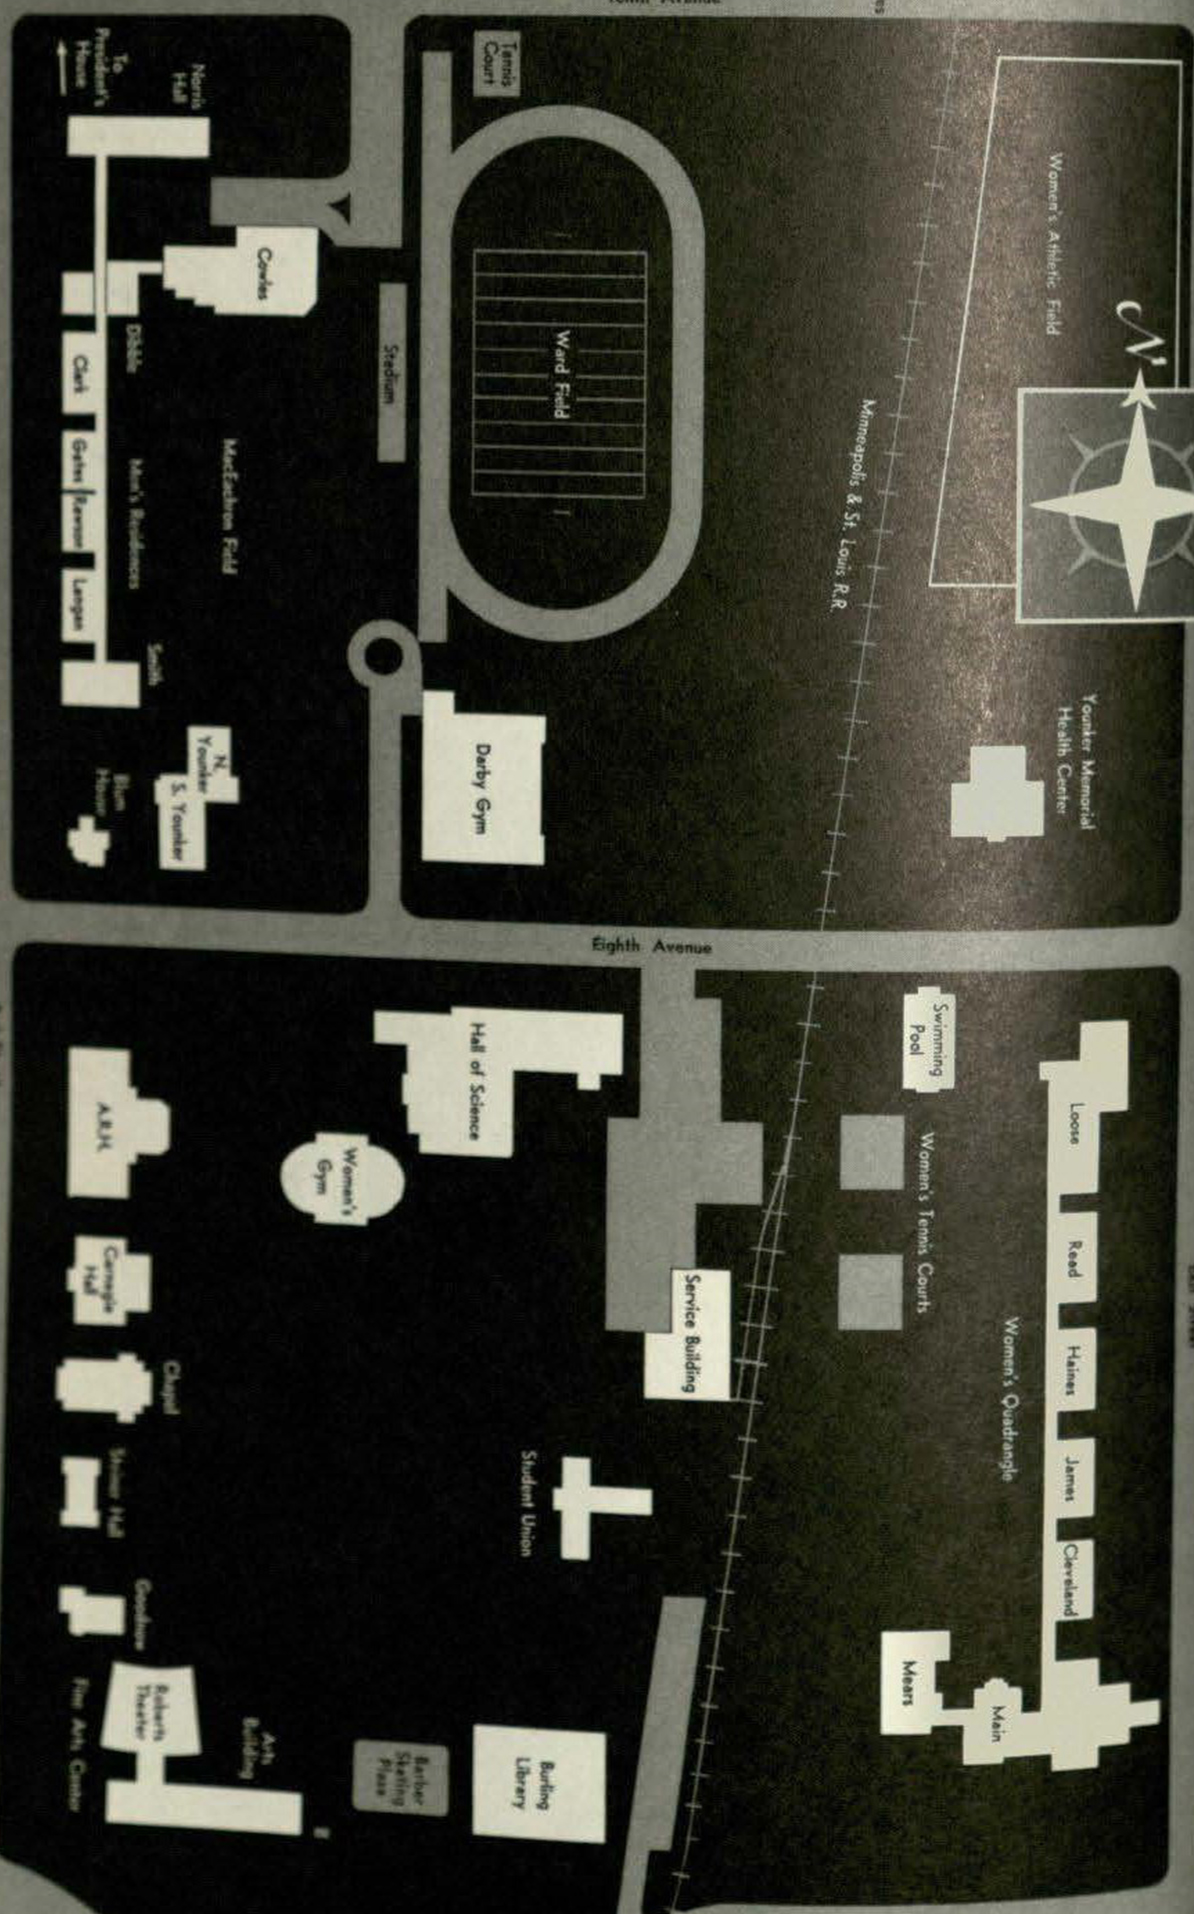 Tenth Avenue
N
Women's Athletic Field
Tennis
Court
Norris
Hall
To
President's
House
Cowles
Ward Field
Stadium
Minneapolis & St. Louis R.R.
Dibble
Clark
Gates
Rawson
Langan
Men's Residences
MacEachron Field
Smith
Younker Memorial
Health Center
Darby Gym
N.
Younker
S. Younker
House
Eighth Avenue
Swimming
Pool
Loose
Hall of Science
A.R.H.
Women's
Gym
Women's Tennis Courts
Read
Carnegie
Hall
Service Building
Haines
Women's Quadrangle
Chapel
James
Student Union
Steiner Hall
Cleveland
Goodnow
Mears
Main
Roberts
Theater
Fine Arts Center
Arts
Building
Barber
Skating
Plaza
Burling
Library